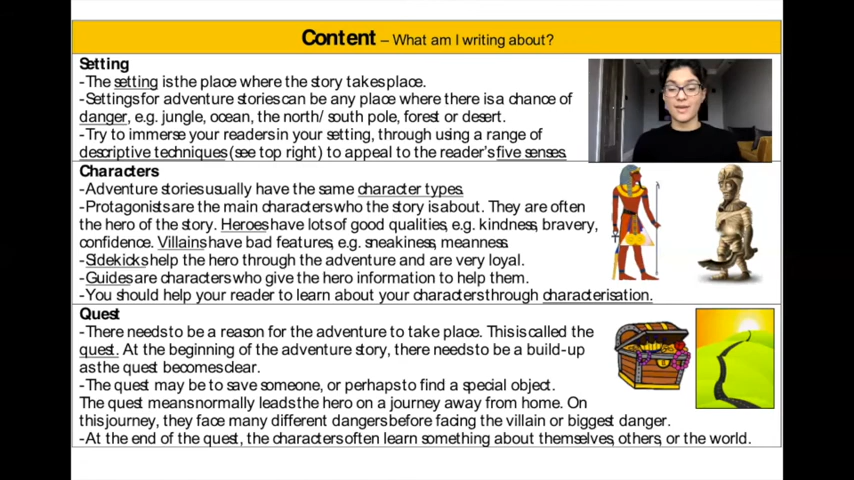 Content – What am I writing about?
Setting
-The setting is the place where the story takes place.
-Settings for adventure stories can be any place where there is a chance of
danger, e.g. jungle, ocean, the north/ south pole, forest or desert.
-Try to immerse your readers in your setting, through using a range of
descriptive techniques (see top right) to appeal to the reader's five senses.
Characters
-Adventure stories usually have the same character types.
-Protagonists are the main characters who the story is about. They are often
the hero of the story. Heroes have lots of good qualities, e.g. kindness, bravery,
confidence. Villains have bad features, e.g. sneakiness, meanness.
-Sidekicks help the hero through the adventure and are very loyal.
-Guides are characters who give the hero information to help them.
-You should help your reader to learn about your characters through characterisation.
Quest
-There needs to be a reason for the adventure to take place. This is called the
quest. At the beginning of the adventure story, there needs to be a build-up
as the quest becomes clear.
-The quest may be to save someone, or perhaps to find a special object.
The quest means normally leads the hero on a journey away from home. On
this journey, they face many different dangers before facing the villain or biggest danger.
-At the end of the quest, the characters often learn something about themselves, others, or the world.